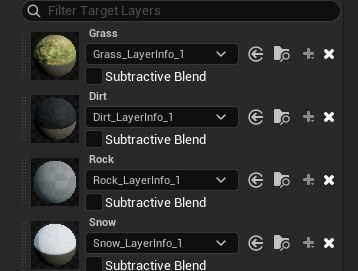 Filter Target Layers
Grass
Grass_LayerInfo_1
Subtractive Blend
Dirt
Dirt_LayerInfo_1
Subtractive Blend
Rock
Rock_LayerInfo_1
Subtractive Blend
Snow
Snow_LayerInfo_1
Subtractive Blend